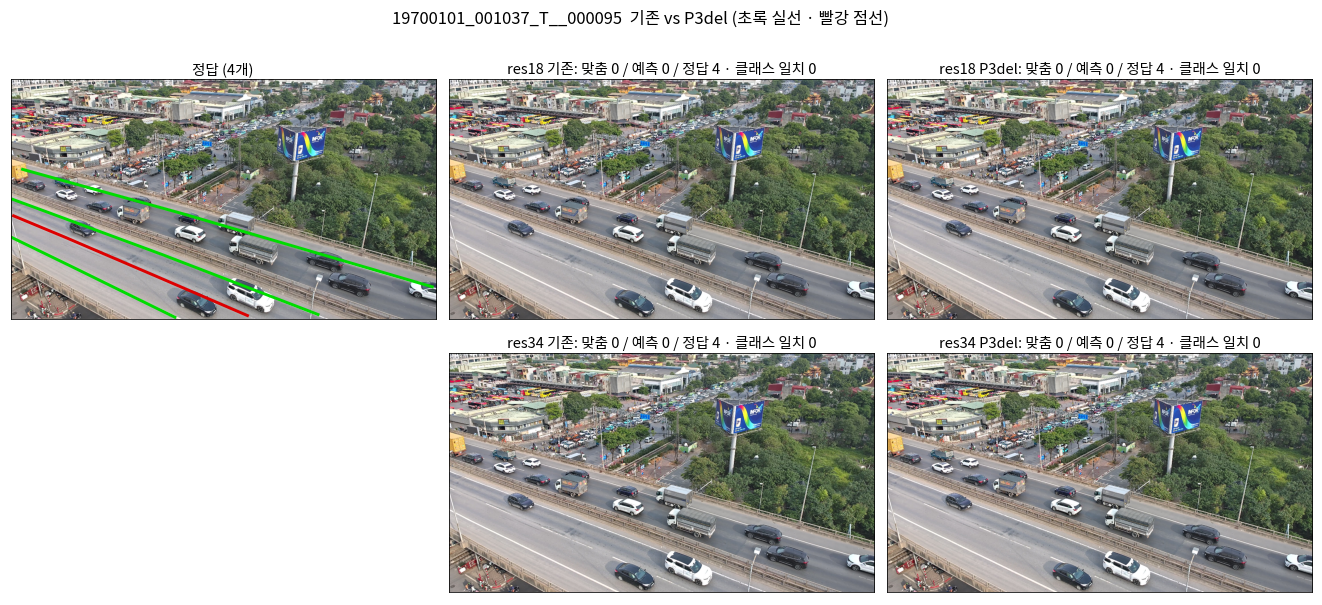 19700101_001037_T__000095 기존 vs P3del (초록 실선 · 빨강 점선)
정답 (4개)
res18 기존: 맞춤 0 / 예측 0 / 정답 4 · 클래스 일치 0
res18 P3del: 맞춤 0 / 예측 0 / 정답 4 · 클래스 일치 0
res34 기존: 맞춤 0 / 예측 0 / 정답 4 · 클래스 일치 0
res34 P3del: 맞춤 0 / 예측 0 / 정답 4 · 클래스 일치 0